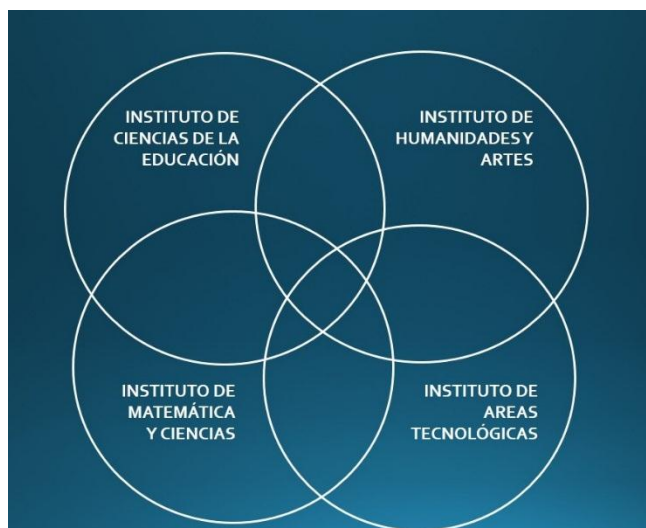 INSTITUTO DE
CIENCIAS DE LA
EDUCACIÓN
INSTITUTO DE
HUMANIDADES Y
ARTES
INSTITUTO DE
MATEMÁTICA
Y CIENCIAS
INSTITUTO DE
AREAS
TECNOLÓGICAS